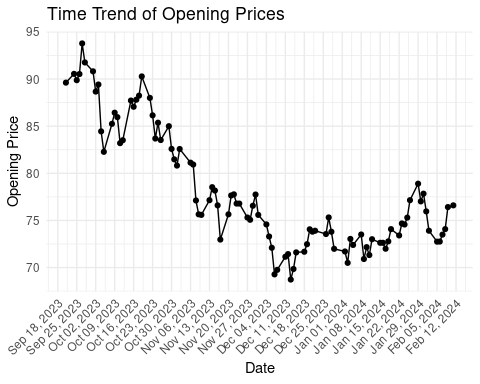 Time Trend of Opening Prices
95
90
85
80
75
70
Opening Price
Sep 18, 2023
Sep 25, 2023
Oct 02, 2023
Oct 09, 2023
Oct 16, 2023
Oct 23, 2023
Oct 30, 2023
Nov 06, 2023
Nov 13, 2023
Nov 20, 2023
Nov 27, 2023
Dec 04, 2023
Dec 11, 2023
Dec 18, 2023
Dec 25, 2023
Jan 01, 2024
Jan 08, 2024
Jan 15, 2024
Jan 22, 2024
Jan 29, 2024
Feb 05, 2024
Feb 12, 2024
Date